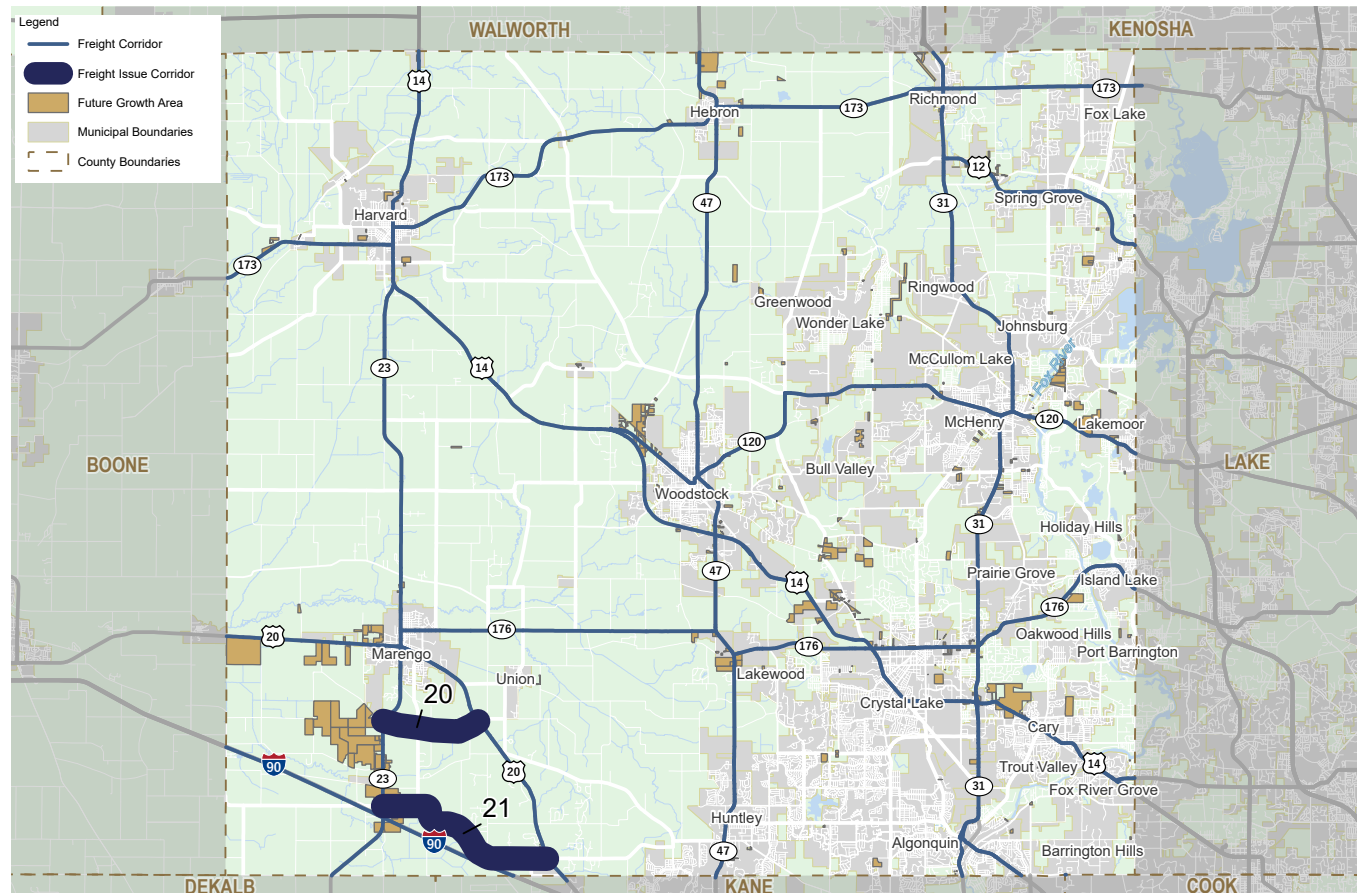 Legend
Freight Corridor
Freight Issue Corridor
Future Growth Area
Municipal Boundaries
County Boundaries
WALWORTH
KENOSHA
14
Hebron
173
Richmond
173
Fox Lake
12
173
47
31
Spring Grove
Harvard
173
Greenwood
Ringwood
Wonder Lake
Johnsburg
23
14
McCullom Lake
Fox River
120
McHenry
120
Lakemoor
BOONE
Bull Valley
LAKE
Woodstock
31
Holiday Hills
47
14
Prairie Grove
Island Lake
176
20
176
176
Oakwood Hills
Marengo
Port Barrington
Union
Lakewood
20
Crystal Lake
Cary
90
23
20
Trout Valley
14
31
Fox River Grove
21
Huntley
90
47
Algonquin
Barrington Hills
DEKALB
KANE
COOK